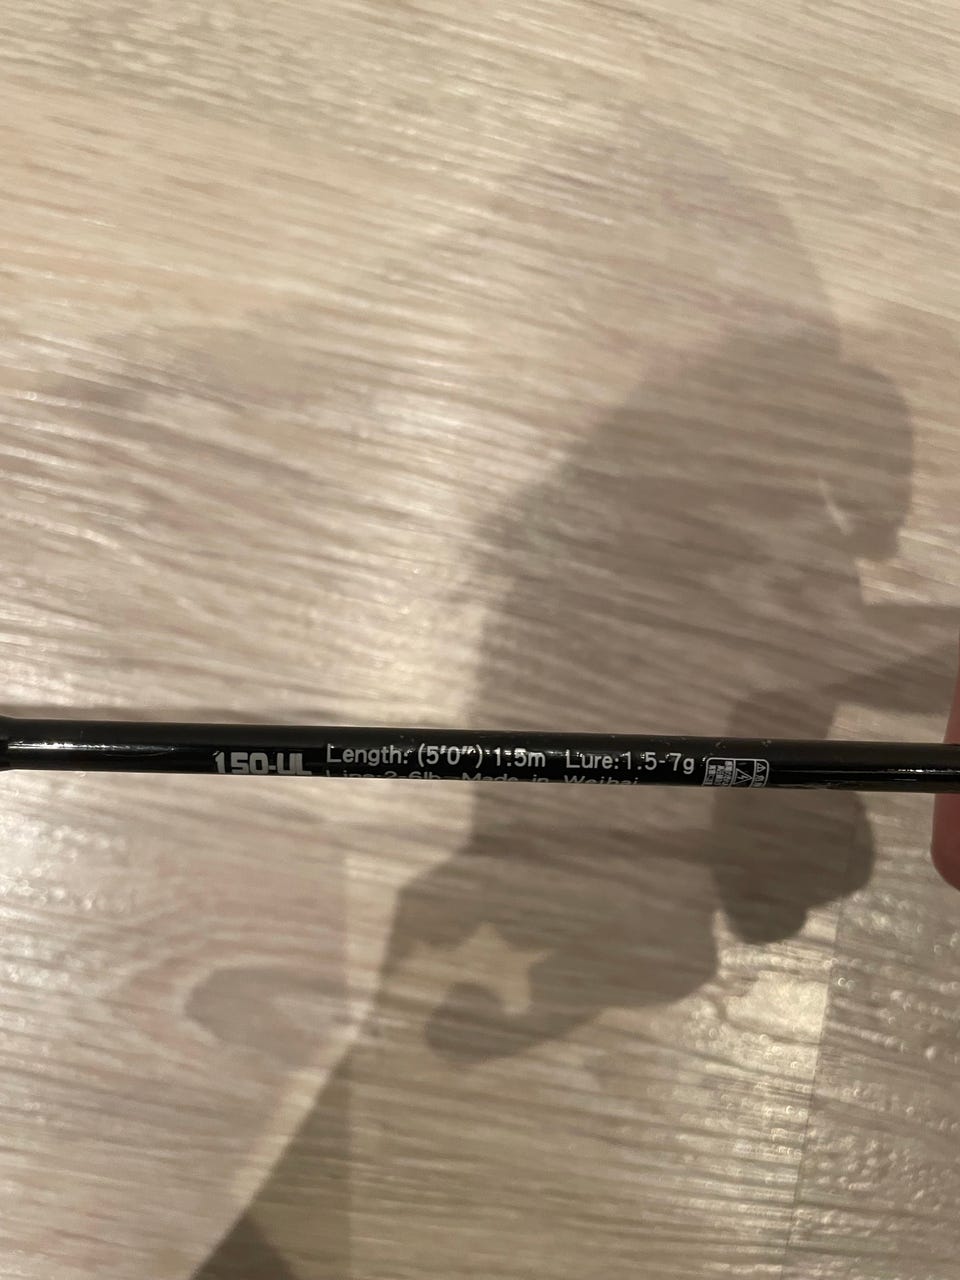 150-UL Length: (5'0") 1.5m Lure:1.5-7g
Line:2-6lb Made in Weihai